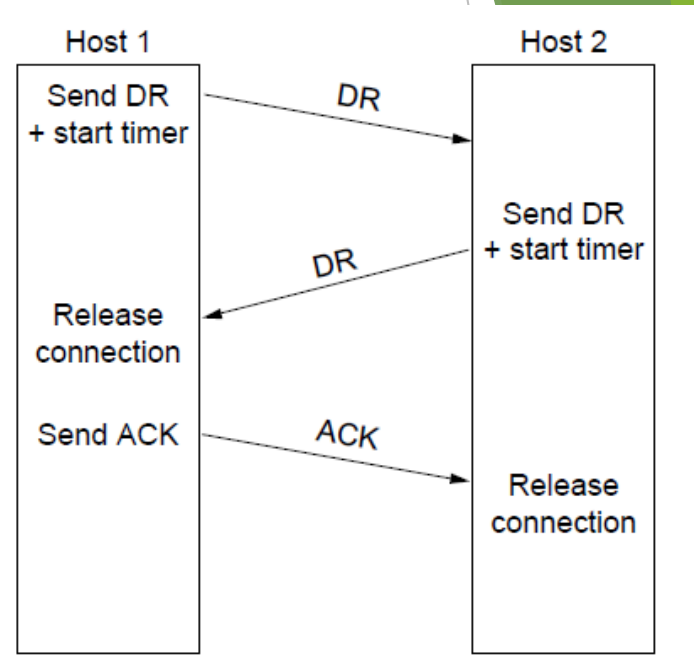 Host 1
Host 2
Send DR
+ start timer
DR
Send DR
+ start timer
DR
Release
connection
Send ACK
ACK
Release
connection